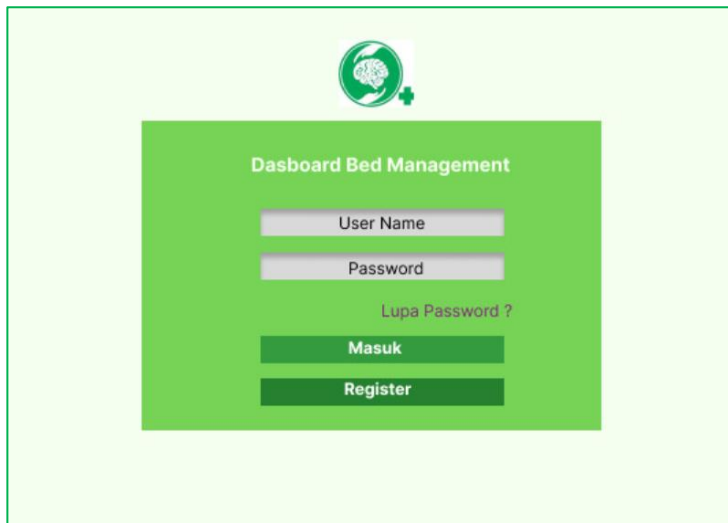 Dasboard Bed Management
User Name
Password
Lupa Password ?
Masuk
Register